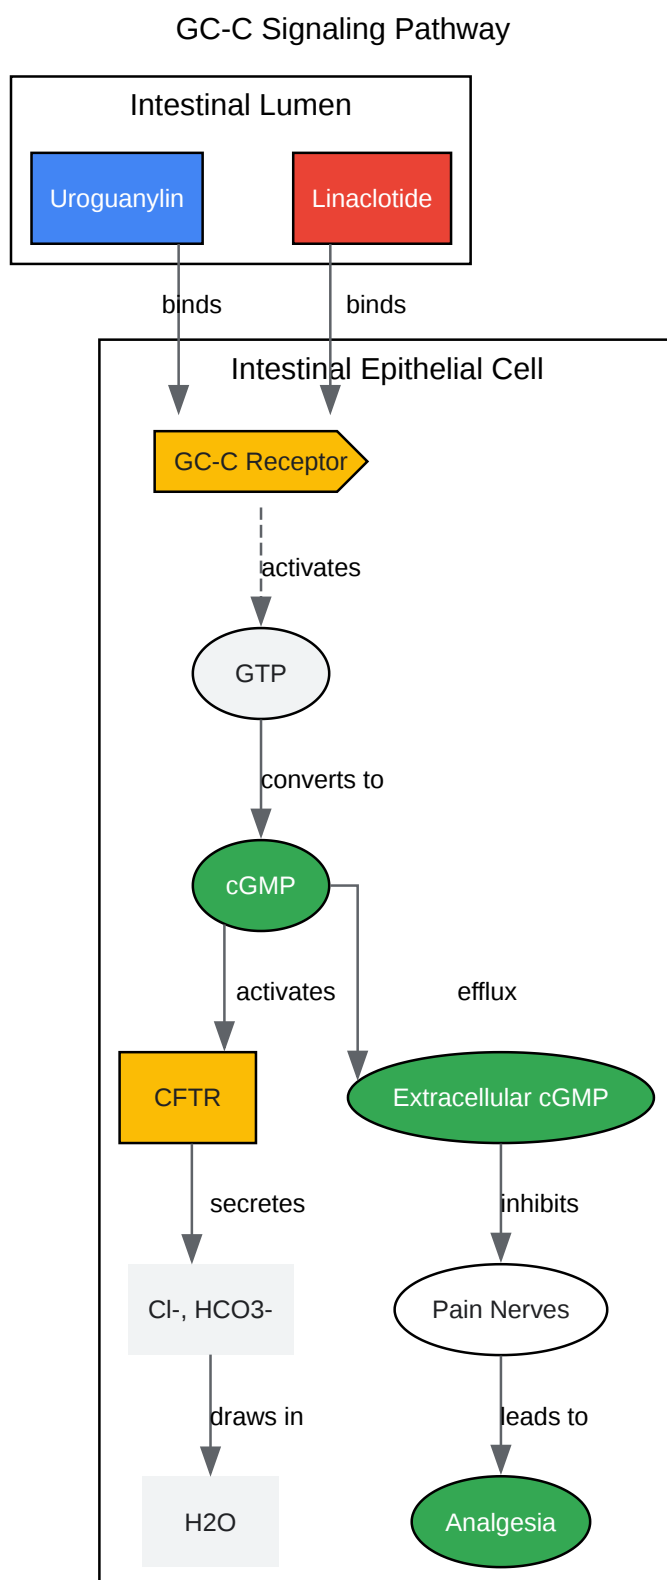 GC-C Signaling Pathway
Intestinal Lumen
Uroguanylin
Linaclotide
binds
binds
Intestinal Epithelial Cell
GC-C Receptor
activates
GTP
converts to
cGMP
activates
efflux
CFTR
Extracellular cGMP
secretes
inhibits
Cl-, HCO3-
Pain Nerves
draws in
leads to
H2O
Analgesia